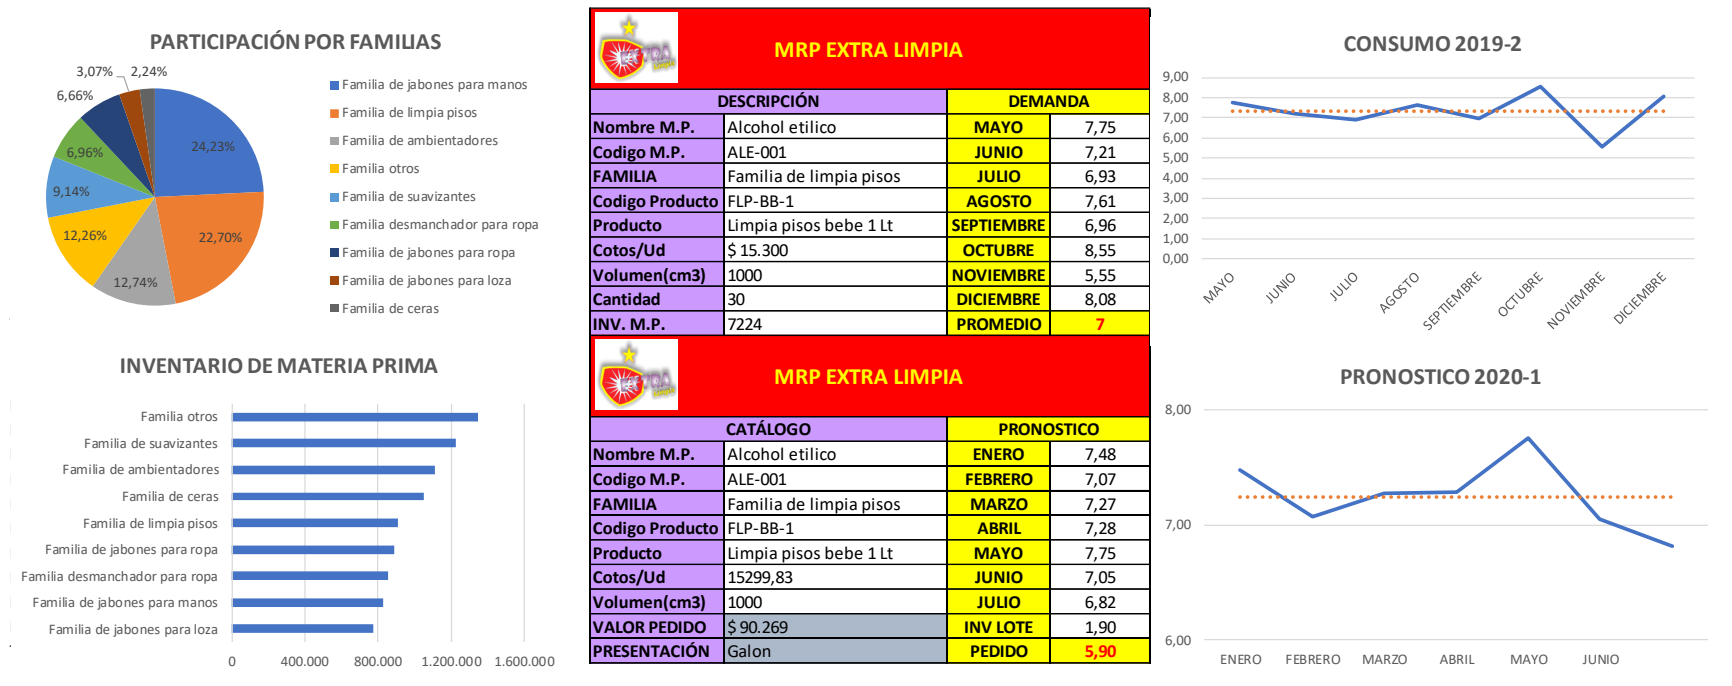 PARTICIPACIÓN POR FAMILIAS
3,07%
2,24%
6,66%
6,96%
9,14%
12,26%
12,74%
22,70%
24,23%
Familia de jabones para manos
Familia de limpia pisos
Familia de ambientadores
Familia otros
Familia de suavizantes
Familia desmanchador para ropa
Familia de jabones para ropa
Familia de jabones para loza
Familia de ceras
INVENTARIO DE MATERIA PRIMA
Familia otros
Familia de suavizantes
Familia de ambientadores
Familia de ceras
Familia de limpia pisos
Familia de jabones para ropa
Familia desmanchador para ropa
Familia de jabones para manos
Familia de jabones para loza
0 400.000 800.000 1.200.000 1.600.000
EXTRA
MRP EXTRA LIMPIA
DESCRIPCIÓN DEMANDA
Nombre M.P. Alcohol etilico MAYO 7,75
Codigo M.P. ALE-001 JUNIO 7,21
FAMILIA Familia de limpia pisos JULIO 6,93
Codigo Producto FLP-BB-1 AGOSTO 7,61
Producto Limpia pisos bebe 1 Lt SEPTIEMBRE 6,96
Cotos/Ud $ 15.300 OCTUBRE 8,55
Volumen(cm3) 1000 NOVIEMBRE 5,55
Cantidad 30 DICIEMBRE 8,08
INV. M.P. 7224 PROMEDIO 7
EXTRA
MRP EXTRA LIMPIA
CATÁLOGO PRONOSTICO
Nombre M.P. Alcohol etilico ENERO 7,48
Codigo M.P. ALE-001 FEBRERO 7,07
FAMILIA Familia de limpia pisos MARZO 7,27
Codigo Producto FLP-BB-1 ABRIL 7,28
Producto Limpia pisos bebe 1 Lt MAYO 7,75
Cotos/Ud 15299,83 JUNIO 7,05
Volumen(cm3) 1000 JULIO 6,82
VALOR PEDIDO $ 90.269 INV LOTE 1,90
PRESENTACIÓN Galon PEDIDO 5,90
CONSUMO 2019-2
9,00
8,00
7,00
6,00
5,00
4,00
3,00
2,00
1,00
0,00
MAYO JUNIO JULIO AGOSTO SEPTIEMBRE OCTUBRE NOVIEMBRE DICIEMBRE
PRONOSTICO 2020-1
8,00
7,00
6,00
ENERO FEBRERO MARZO ABRIL MAYO JUNIO